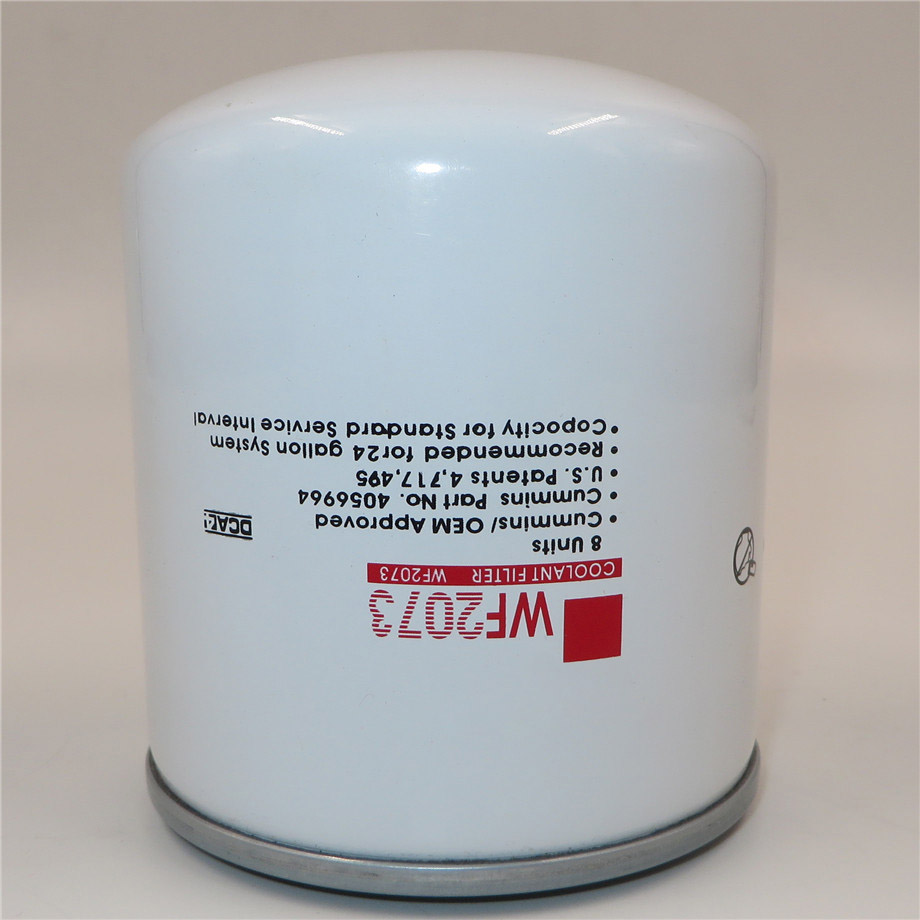 WF2073
COOLANT FILTER WF2073
8 Units
• Cummins/ OEM Approved
• Cummins Part No. 4056964
• U.S. Patents 4,717,495
• Recommended for24 gallon System
• Copocity for Standard Service Interval
DCA4